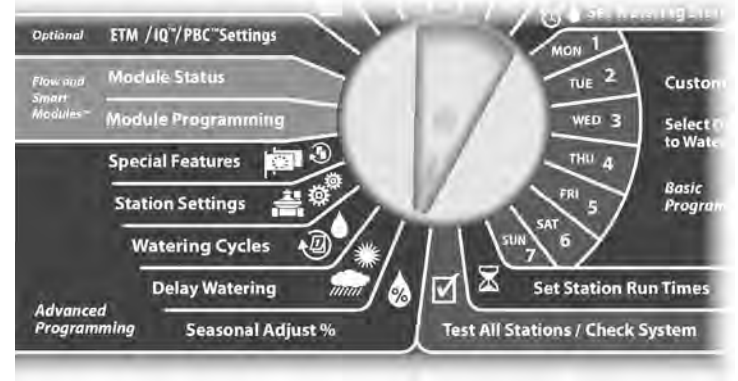 Optional
ETM / IQ™/ PBC™ Settings
Flow and
Smart
Modules™
Module Status
Module Programming
Special Features
Station Settings
Watering Cycles
Delay Watering
Seasonal Adjust %
Advanced
Programming
MON 1
TUE 2
WED 3
THU 4
FRI 5
SAT 6
SUN 7
Custom
Select
to Water
Basic
Program
Set Station Run Times
Test All Stations / Check System
%